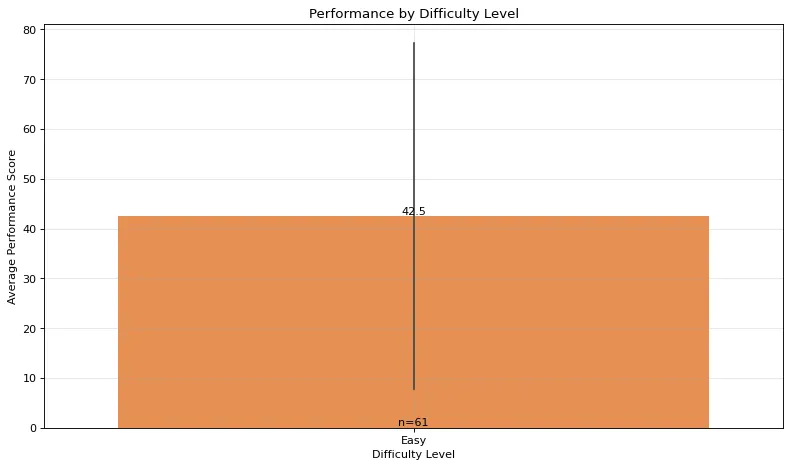 Performance by Difficulty Level
80
70
60
50
40
30
20
10
0
Average Performance Score
42.5
n=61
Easy
Difficulty Level